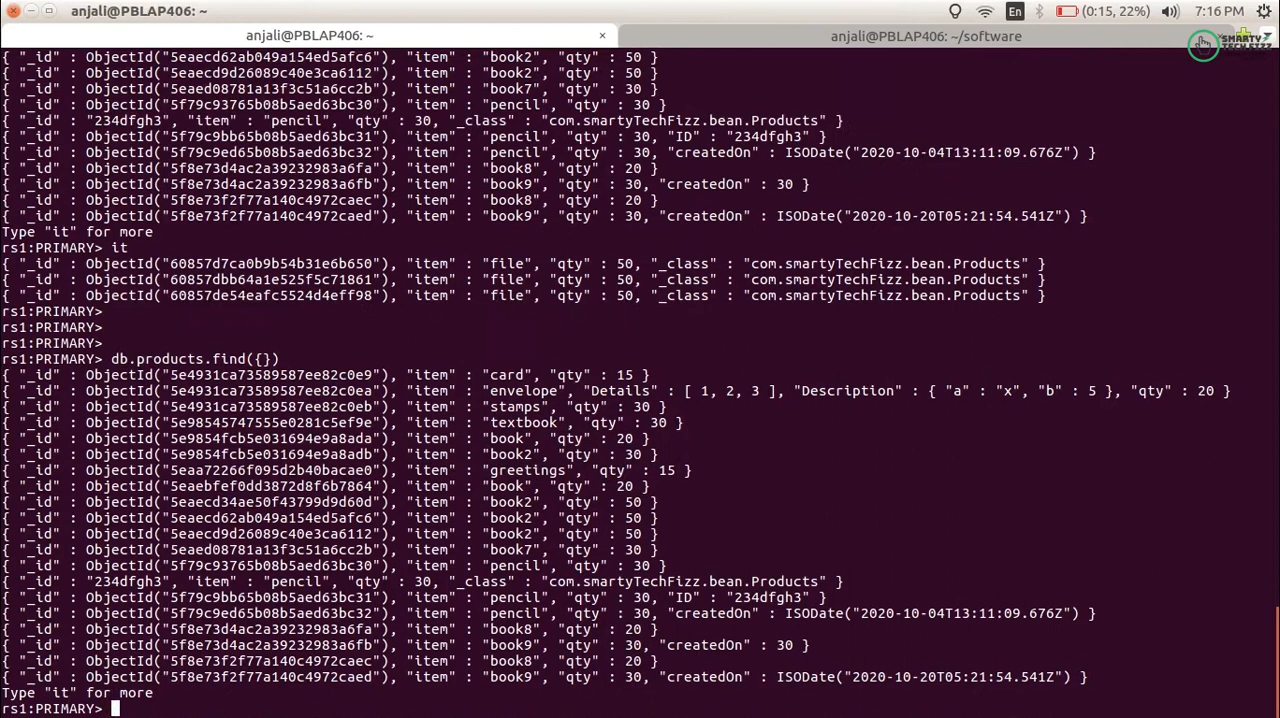 anjali@PBLAP406: ~
En
(0:15, 22%)
7:16 PM
anjali@PBLAP406: ~
×
anjali@PBLAP406: ~/software
SMARTY
TECH FIZZ
{ "_id" : ObjectId("5eaecd62ab049a154ed5afc6"), "item" : "book2", "qty" : 50 }
{ "_id" : ObjectId("5eaecd9d26089c40e3ca6112"), "item" : "book2", "qty" : 50 }
{ "_id" : ObjectId("5eaed08781a13f3c51a6cc2b"), "item" : "book7", "qty" : 30 }
{ "_id" : ObjectId("5f79c93765b08b5aed63bc30"), "item" : "pencil", "qty" : 30 }
{ "_id" : "234dfgh3", "item" : "pencil", "qty" : 30, "_class" : "com.smartyTechFizz.bean.Products" }
{ "_id" : ObjectId("5f79c9bb65b08b5aed63bc31"), "item" : "pencil", "qty" : 30, "ID" : "234dfgh3" }
{ "_id" : ObjectId("5f79c9ed65b08b5aed63bc32"), "item" : "pencil", "qty" : 30, "createdOn" : ISODate("2020-10-04T13:11:09.676Z") }
{ "_id" : ObjectId("5f8e73d4ac2a39232983a6fa"), "item" : "book8", "qty" : 20 }
{ "_id" : ObjectId("5f8e73d4ac2a39232983a6fb"), "item" : "book9", "qty" : 30, "createdOn" : 30 }
{ "_id" : ObjectId("5f8e73f2f77a140c4972caec"), "item" : "book8", "qty" : 20 }
{ "_id" : ObjectId("5f8e73f2f77a140c4972caed"), "item" : "book9", "qty" : 30, "createdOn" : ISODate("2020-10-20T05:21:54.541Z") }
Type "it" for more
rs1:PRIMARY> it
{ "_id" : ObjectId("60857d7ca0b9b54b31e6b650"), "item" : "file", "qty" : 50, "_class" : "com.smartyTechFizz.bean.Products" }
{ "_id" : ObjectId("60857dbb64a1e525f5c71861"), "item" : "file", "qty" : 50, "_class" : "com.smartyTechFizz.bean.Products" }
{ "_id" : ObjectId("60857de54eafc5524d4eff98"), "item" : "file", "qty" : 50, "_class" : "com.smartyTechFizz.bean.Products" }
rs1:PRIMARY>
rs1:PRIMARY>
rs1:PRIMARY>
rs1:PRIMARY> db.products.find({})
{ "_id" : ObjectId("5e4931ca73589587ee82c0e9"), "item" : "card", "qty" : 15 }
{ "_id" : ObjectId("5e4931ca73589587ee82c0ea"), "item" : "envelope", "Details" : [ 1, 2, 3 ], "Description" : { "a" : "x", "b" : 5 }, "qty" : 20 }
{ "_id" : ObjectId("5e4931ca73589587ee82c0eb"), "item" : "stamps", "qty" : 30 }
{ "_id" : ObjectId("5e98545747555e0281c5ef9e"), "item" : "textbook", "qty" : 30 }
{ "_id" : ObjectId("5e9854fcb5e031694e9a8ada"), "item" : "book", "qty" : 20 }
{ "_id" : ObjectId("5e9854fcb5e031694e9a8adb"), "item" : "book2", "qty" : 30 }
{ "_id" : ObjectId("5eaa72266f095d2b40bacae0"), "item" : "greetings", "qty" : 15 }
{ "_id" : ObjectId("5eaebfef0dd3872d8f6b7864"), "item" : "book", "qty" : 20 }
{ "_id" : ObjectId("5eaecd34ae50f43799d9d60d"), "item" : "book2", "qty" : 50 }
{ "_id" : ObjectId("5eaecd62ab049a154ed5afc6"), "item" : "book2", "qty" : 50 }
{ "_id" : ObjectId("5eaecd9d26089c40e3ca6112"), "item" : "book2", "qty" : 50 }
{ "_id" : ObjectId("5eaed08781a13f3c51a6cc2b"), "item" : "book7", "qty" : 30 }
{ "_id" : ObjectId("5f79c93765b08b5aed63bc30"), "item" : "pencil", "qty" : 30 }
{ "_id" : "234dfgh3", "item" : "pencil", "qty" : 30, "_class" : "com.smartyTechFizz.bean.Products" }
{ "_id" : ObjectId("5f79c9bb65b08b5aed63bc31"), "item" : "pencil", "qty" : 30, "ID" : "234dfgh3" }
{ "_id" : ObjectId("5f79c9ed65b08b5aed63bc32"), "item" : "pencil", "qty" : 30, "createdOn" : ISODate("2020-10-04T13:11:09.676Z") }
{ "_id" : ObjectId("5f8e73d4ac2a39232983a6fa"), "item" : "book8", "qty" : 20 }
{ "_id" : ObjectId("5f8e73d4ac2a39232983a6fb"), "item" : "book9", "qty" : 30, "createdOn" : 30 }
{ "_id" : ObjectId("5f8e73f2f77a140c4972caec"), "item" : "book8", "qty" : 20 }
{ "_id" : ObjectId("5f8e73f2f77a140c4972caed"), "item" : "book9", "qty" : 30, "createdOn" : ISODate("2020-10-20T05:21:54.541Z") }
Type "it" for more
rs1:PRIMARY>